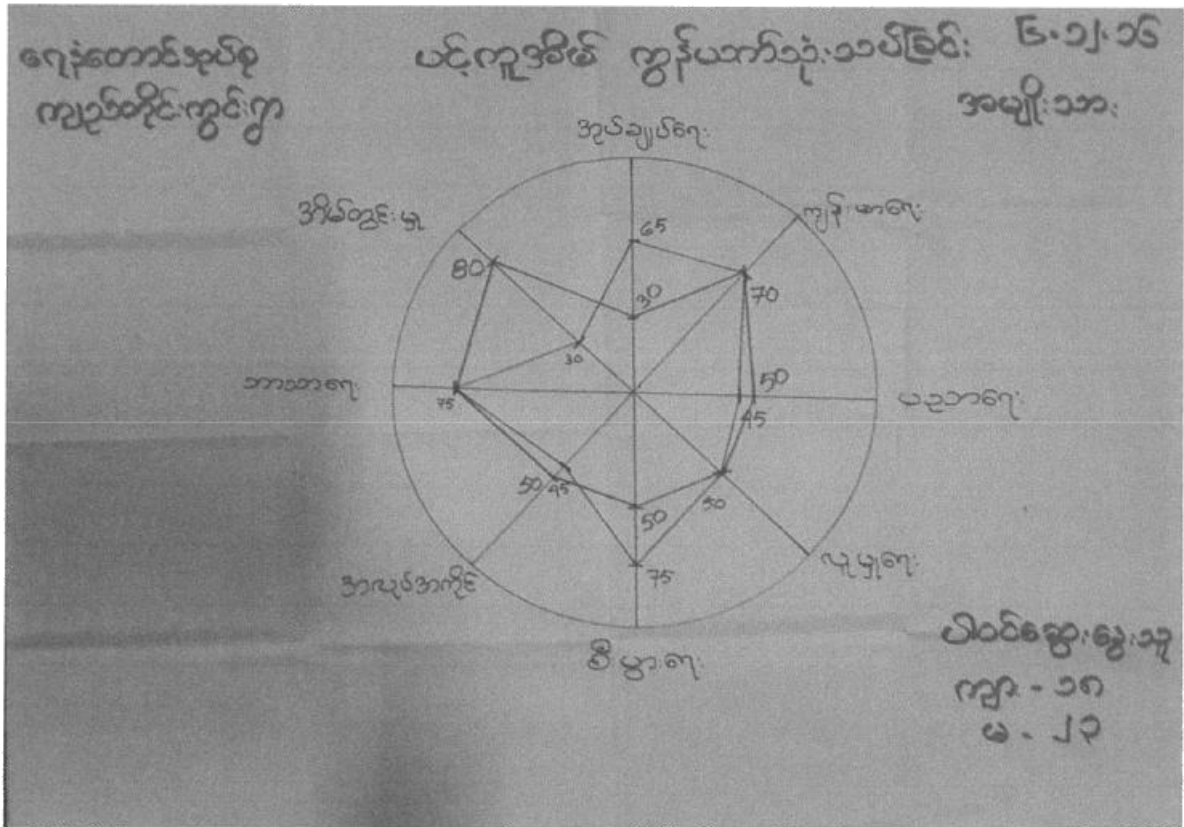 ရေနံတောင်အုပ်စု
ကျည်တိုင်းကွင်းရွာ
ပင့်ကူအိမ် ကွန်ယက်သုံးသပ်ခြင်း
၆.၁၂.၁၆
အမျိုးသား
အုပ်ချုပ်ရေး
ကျန်းမာရေး
အိမ်တွင်းမှု
65
80
30
70
30
ဘာသာရေး
75
50
45
ပညာရေး
50 45
50
50
လူမှုရေး
75
အလုပ်အကိုင်
စီးပွားရေး
ပါဝင်ဆွေးနွေးသူ
ကျား - ၁၈
မ - ၂၃